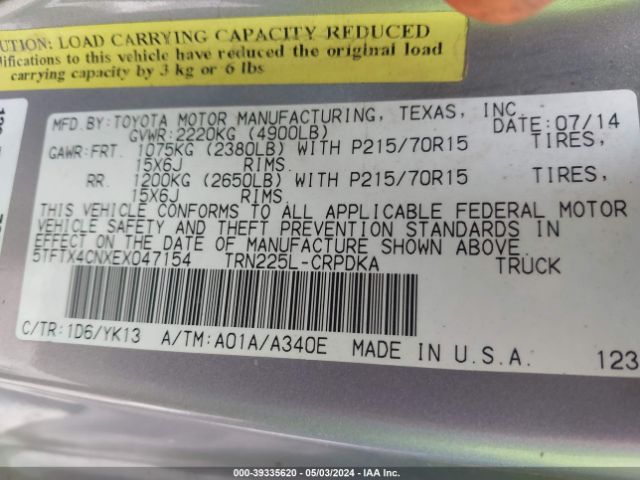 CAUTION: LOAD CARRYING CAPACITY REDUCED
difications to this vehicle have reduced the original load
carrying capacity by 3 kg or 6 lbs
MFD.BY:TOYOTA MOTOR MANUFACTURING, TEXAS, INC.
GVWR:2220KG (4900LB) DATE:07/14
GAWR:FRT. 1075KG (2380LB) WITH P215/70R15 TIRES,
15X6J RIMS.
RR. 1200KG (2650LB) WITH P215/70R15 TIRES,
15X6J RIMS.
THIS VEHICLE CONFORMS TO ALL APPLICABLE FEDERAL MOTOR
VEHICLE SAFETY AND THEFT PREVENTION STANDARDS IN
EFFECT ON THE DATE OF MANUFACTURE SHOWN ABOVE.
5TFTX4CNXEX047154 TRN225L-CRPDKA TRUCK
C/TR:1D6/YK13 A/TM:A01A/A340E MADE IN U.S.A.
123
000-39335620 - 05/03/2024 - IAA Inc.